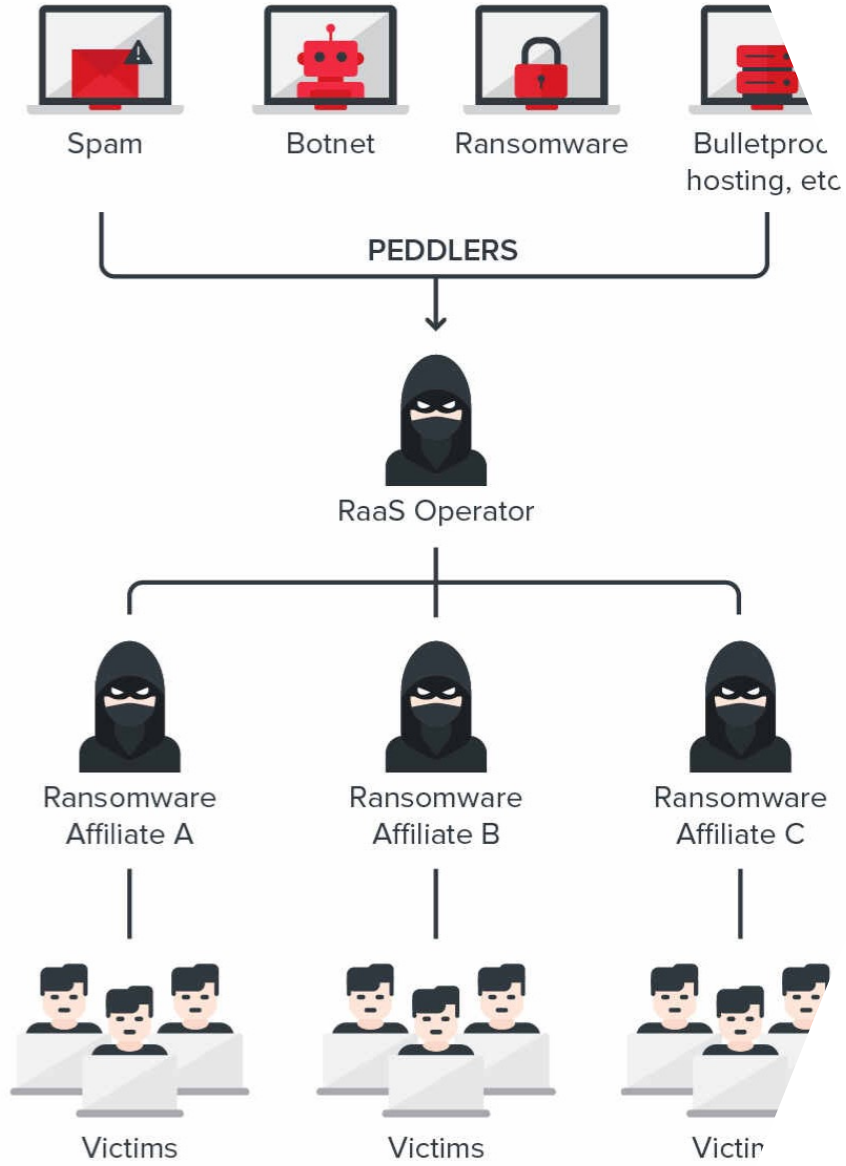 Spam
Botnet
Ransomware
hosting, etc
PEDDLERS
RaaS Operator
Ransomware
Affiliate A
Ransomware
Affiliate B
Ransomware
Affiliate C
Victims
Victims